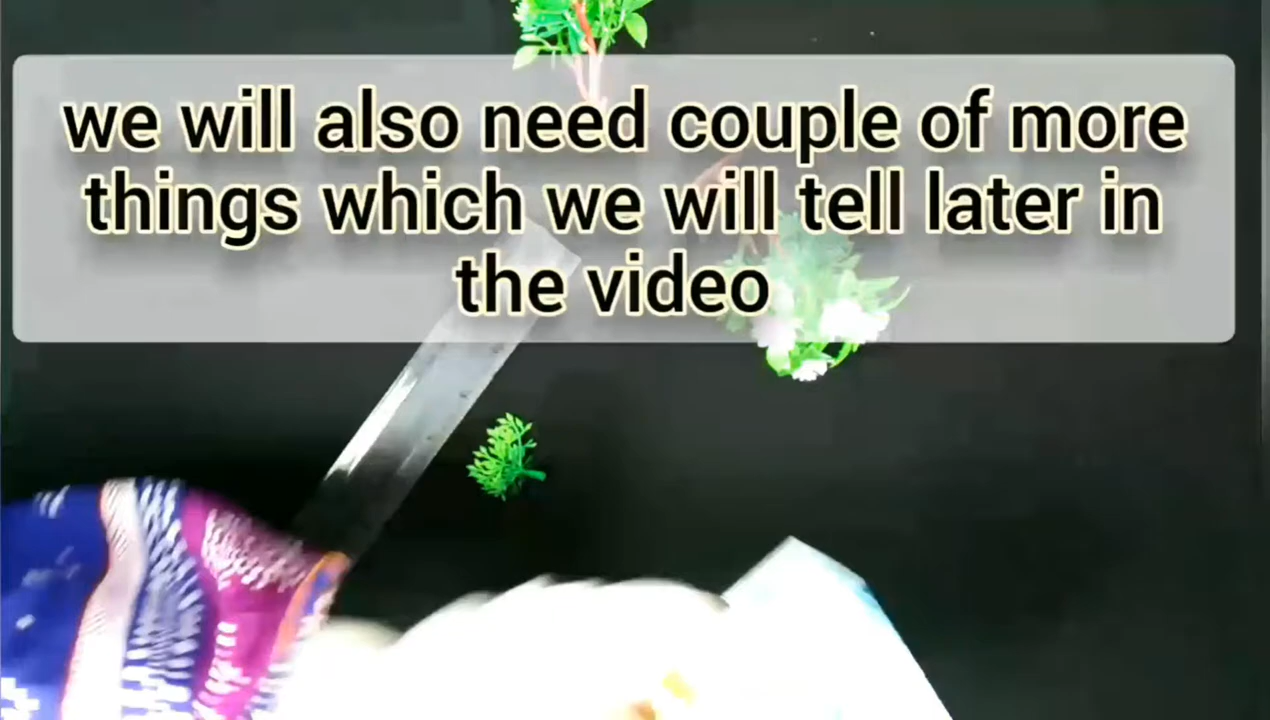 we will also need couple of more
things which we will tell later in
the video